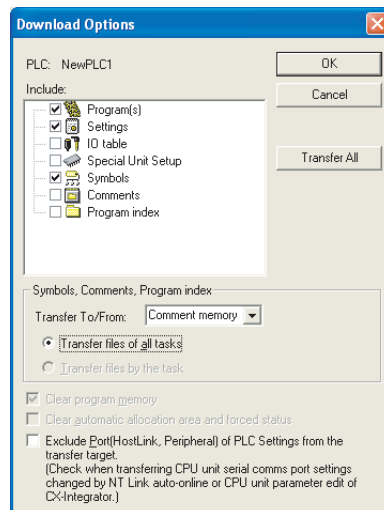 Download Options
PLC: NewPLC1
OK
Include:
Cancel
Program(s)
Settings
IO table
Special Unit Setup
Transfer All
Symbols
Comments
Program index
Symbols, Comments, Program index
Transfer To/From: Comment memory
Transfer files of all tasks
Transfer files by the task
Clear program memory
Clear automatic allocation area and forced status
Exclude Port(HostLink, Peripheral) of PLC Settings from the
transfer target.
(Check when transferring CPU unit serial comms port settings
changed by NT Link auto-online or CPU unit parameter edit of
CX-Integrator.)